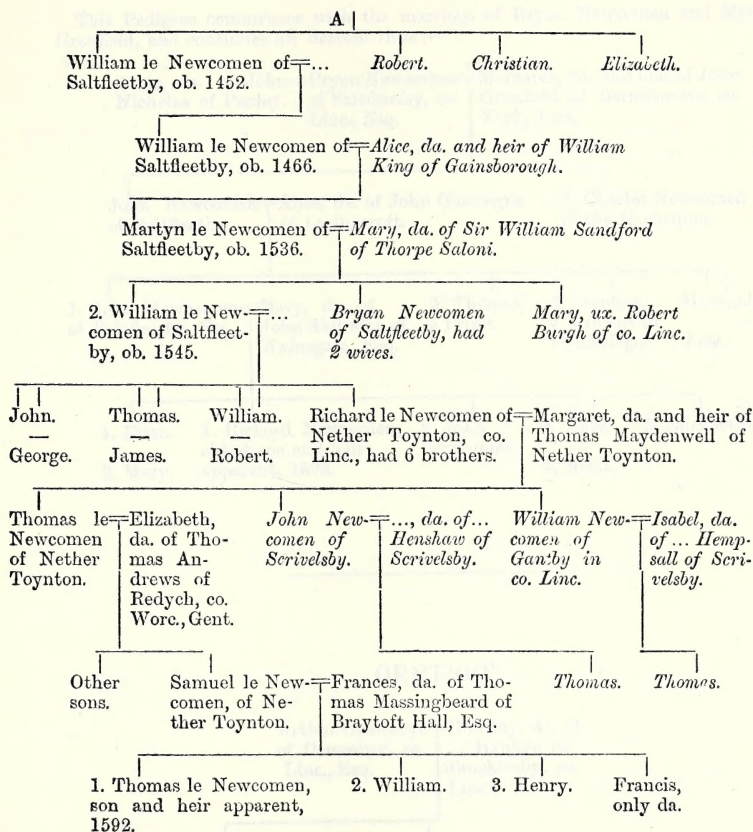 A
William le Newcomen of = ... Robert. Christian. Elizabeth.
Saltfleetby, ob. 1452.
William le Newcomen of = Alice, da. and heir of William
Saltfleetby, ob. 1466. King of Gainsborough.
Martyn le Newcomen of = Mary, da. of Sir William Sandford
Saltfleetby, ob. 1536. of Thorpe Saloni.
2. William le New- = ... Bryan Newcomen Mary, ux. Robert
comen of Saltfleet- of Saltfleetby, had Burgh of co. Linc.
by, ob. 1545. 2 wives.
John. Thomas. William. Richard le Newcomen of = Margaret, da. and heir of
— — — Nether Toynton, co. Thomas Maydenwell of
George. James. Robert. Linc., had 6 brothers. Nether Toynton.
Thomas le = Elizabeth, John New- = ..., da. of ... William New- = Isabel, da.
Newcomen da. of Tho- comen of Henshaw of comen of of ... Hemp-
of Nether mas An- Scrivelsby. Scrivelsby. Gantby in sall of Scri-
Toynton. drews of co. Linc. velsby.
Redych, co.
Worc., Gent.
Other Samuel le New- = Frances, da. of Tho- Thomas. Thomas.
sons. comen, of Ne- mas Massingbeard of
ther Toynton. Braytoft Hall, Esq.
1. Thomas le Newcomen, 2. William. 3. Henry. Francis,
son and heir apparent, only da.
1592.